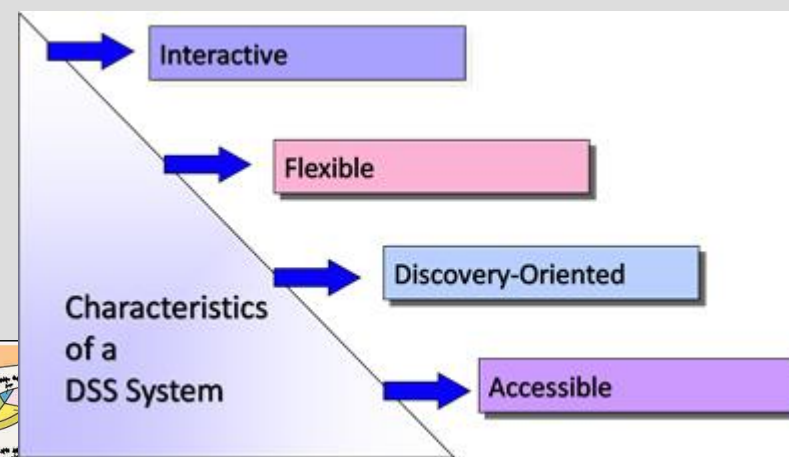 Interactive
Flexible
Discovery-Oriented
Characteristics
of a
DSS System
Accessible